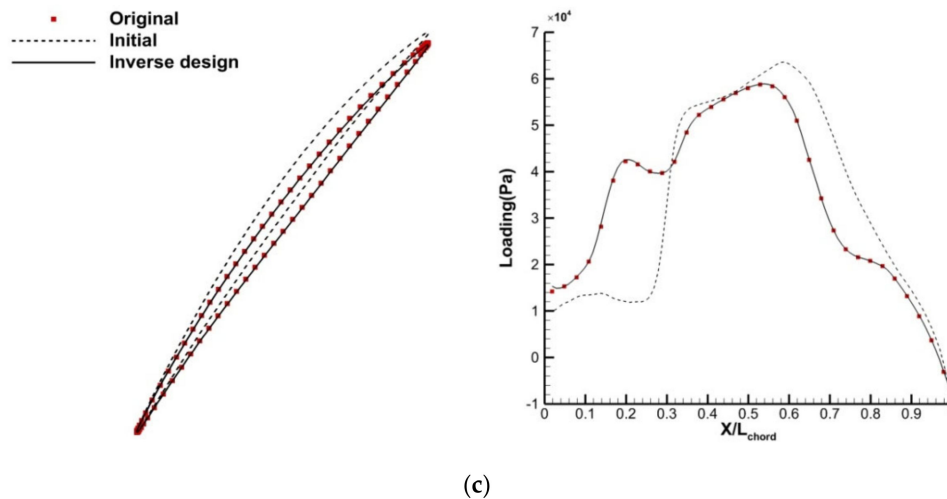 Original
Initial
Inverse design
×10⁴
7
6
5
4
3
2
1
0
-1
Loading(Pa)
0 0.1 0.2 0.3 0.4 0.5 0.6 0.7 0.8 0.9
X/Lchord
(c)